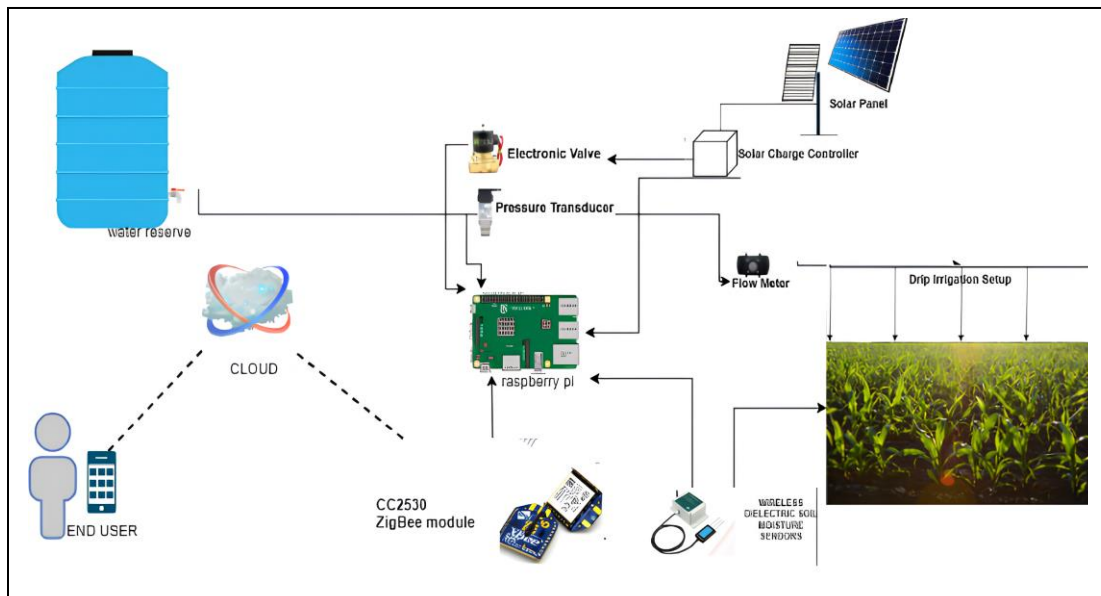 Solar Panel
Electronic Valve
Solar Charge Controller
Pressure Transducer
water reserve
Flow Meter
Drip Irrigation Setup
CLOUD
raspberry pi
CC2530
ZigBee module
WIRELESS
DIELECTRIC SOIL
MOISTURE
SENSORS
END USER